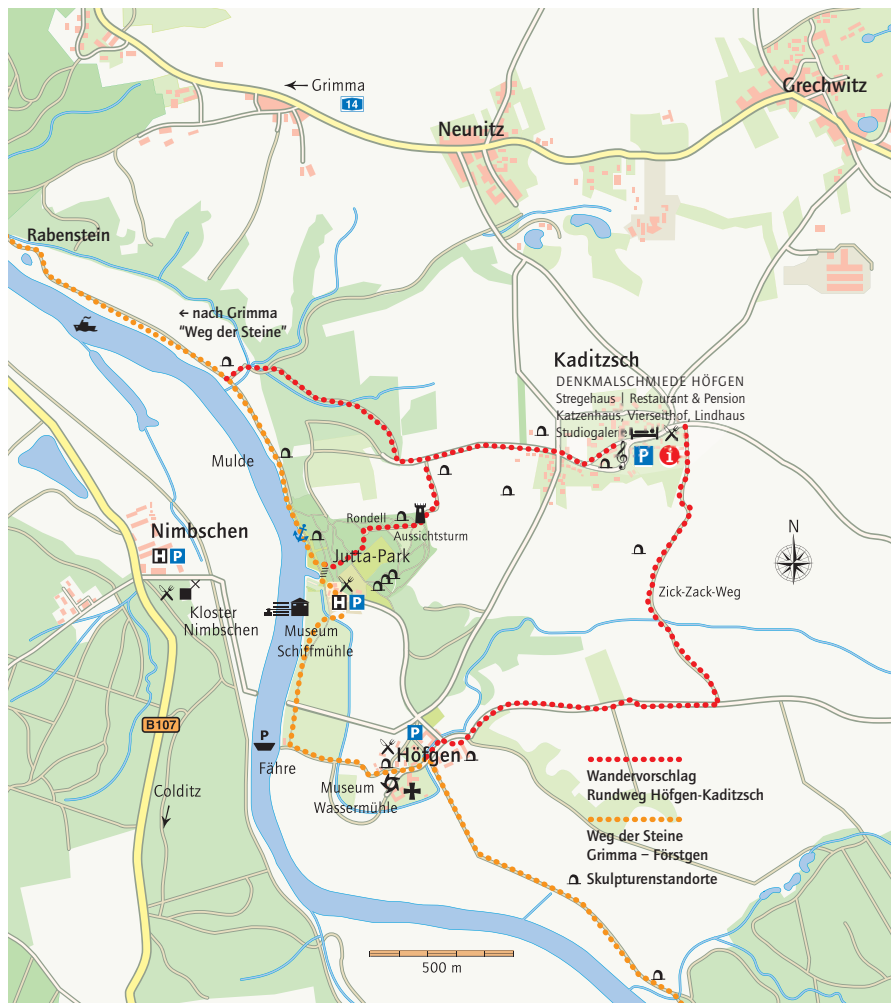 Grimma
14
Grechwitz
Neunitz
Rabenstein
← nach Grimma
"Weg der Steine"
Kaditzsch
DENKMALSCHMIEDE HÖFGEN
Stregehaus | Restaurant & Pension
Katzenhaus, Vierseithof, Lindhaus
Studiogalerie
P
i
Mulde
Nimbschen
H P
Rondell
Aussichtsturm
Jutta-Park
N
Zick-Zack-Weg
Kloster
Nimbschen
H P
Museum
Schiffmühle
B107
P
P
Höfgen
Fähre
Museum
Wassermühle
Colditz
Wandervorschlag
Rundweg Höfgen-Kaditzsch
Weg der Steine
Grimma – Förstgen
Skulpturenstandorte
500 m